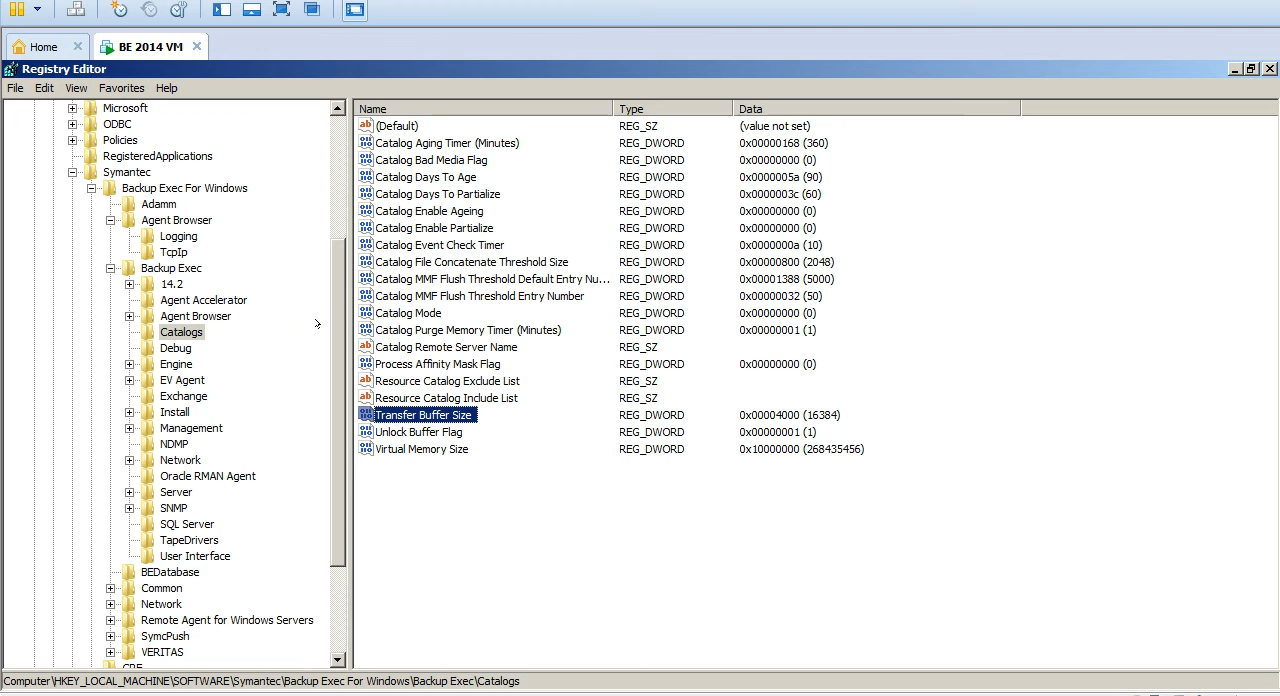 Home
BE 2014 VM
Registry Editor
File Edit View Favorites Help
Microsoft
ODBC
Policies
RegisteredApplications
Symantec
Backup Exec For Windows
Adamm
Agent Browser
Logging
TcpIp
Backup Exec
14.2
Agent Accelerator
Agent Browser
Catalogs
Debug
Engine
EV Agent
Exchange
Install
Management
NDMP
Network
Oracle RMAN Agent
Server
SNMP
SQL Server
TapeDrives
User Interface
BEDatabase
Common
Network
Remote Agent for Windows Servers
SymcPush
VERITAS
Name Type Data
ab (Default) REG_SZ (value not set)
Catalog Aging Timer (Minutes) REG_DWORD 0x00000168 (360)
Catalog Bad Media Flag REG_DWORD 0x00000000 (0)
Catalog Days To Age REG_DWORD 0x0000005a (90)
Catalog Days To Partialize REG_DWORD 0x0000003c (60)
Catalog Enable Ageing REG_DWORD 0x00000000 (0)
Catalog Enable Partialize REG_DWORD 0x00000000 (0)
Catalog Event Check Timer REG_DWORD 0x0000000a (10)
Catalog File Concatenate Threshold Size REG_DWORD 0x00000800 (2048)
Catalog MMF Flush Threshold Default Entry Nu... REG_DWORD 0x00001388 (5000)
Catalog MMF Flush Threshold Entry Number REG_DWORD 0x00000032 (50)
Catalog Mode REG_DWORD 0x00000000 (0)
Catalog Purge Memory Timer (Minutes) REG_DWORD 0x00000001 (1)
ab Catalog Remote Server Name REG_SZ
Process Affinity Mask Flag REG_DWORD 0x00000000 (0)
ab Resource Catalog Exclude List REG_SZ
ab Resource Catalog Include List REG_SZ
Transfer Buffer Size REG_DWORD 0x00004000 (16384)
Unlock Buffer Flag REG_DWORD 0x00000001 (1)
Virtual Memory Size REG_DWORD 0x10000000 (268435456)
Computer\HKEY_LOCAL_MACHINE\SOFTWARE\Symantec\Backup Exec For Windows\Backup Exec\Catalogs